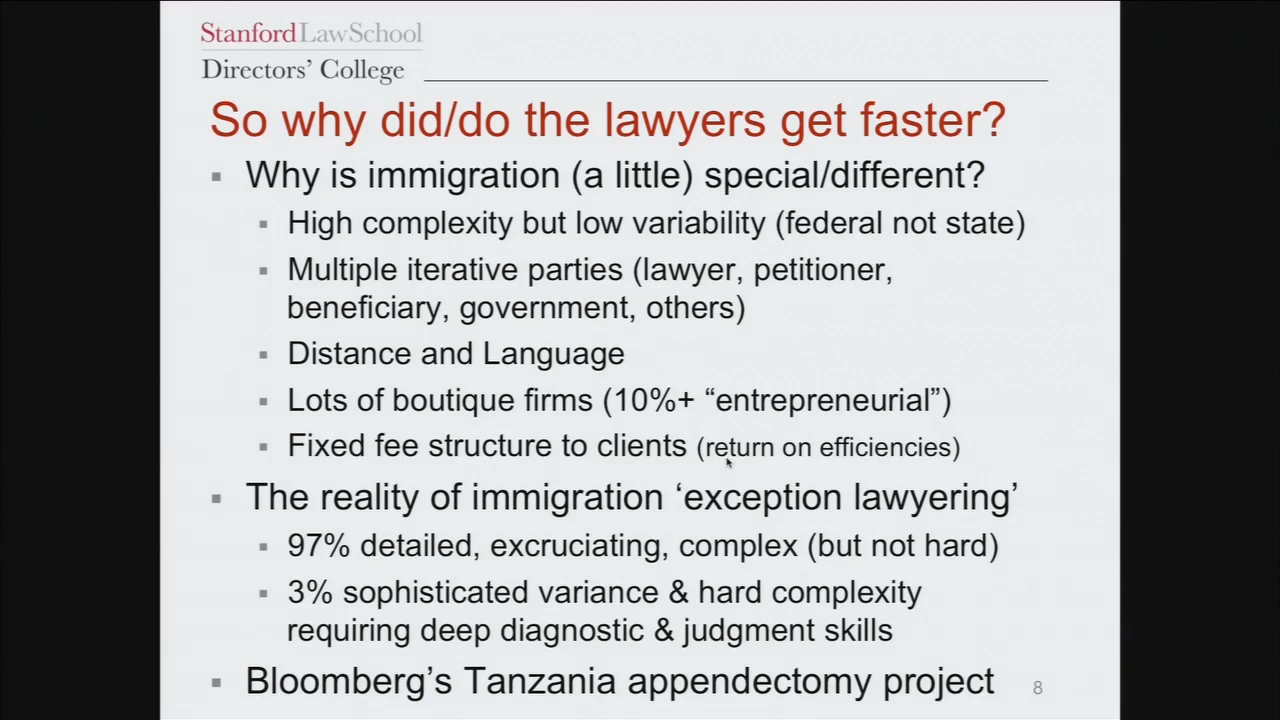 Stanford LawSchool
Directors' College
So why did/do the lawyers get faster?
▪ Why is immigration (a little) special/different?
▪ High complexity but low variability (federal not state)
▪ Multiple iterative parties (lawyer, petitioner,
beneficiary, government, others)
▪ Distance and Language
▪ Lots of boutique firms (10%+ “entrepreneurial”)
▪ Fixed fee structure to clients (return on efficiencies)
▪ The reality of immigration ‘exception lawyering’
▪ 97% detailed, excruciating, complex (but not hard)
▪ 3% sophisticated variance & hard complexity
requiring deep diagnostic & judgment skills
▪ Bloomberg’s Tanzania appendectomy project
8